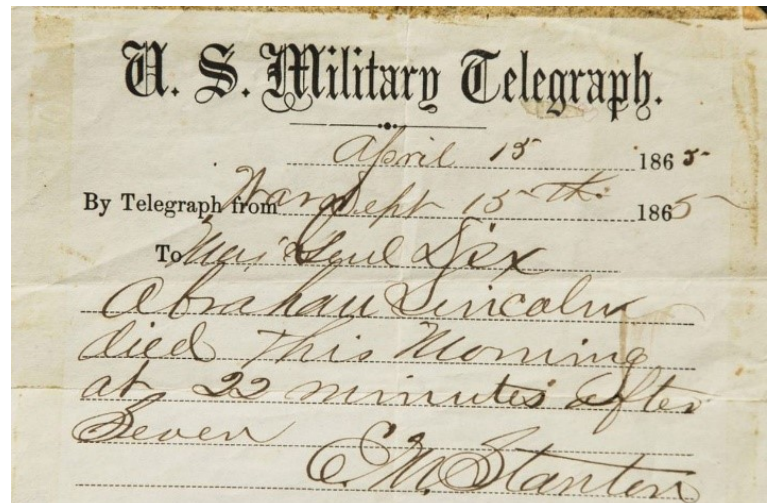 U. S. Military Telegraph.
April 15 1865
By Telegraph from War Dept 15th. 1865
To Maj Genl Dix
Abraham Lincoln
died this Morning
at 22 minutes after
Seven
E. M. Stanton